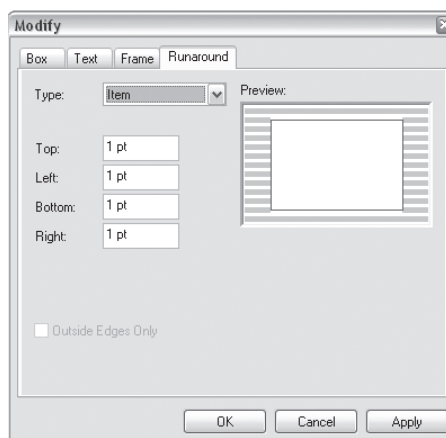 Modify
Box Text Frame Runaround
Type: Item Preview:
Top: 1 pt
Left: 1 pt
Bottom: 1 pt
Right: 1 pt
Outside Edges Only
OK Cancel Apply